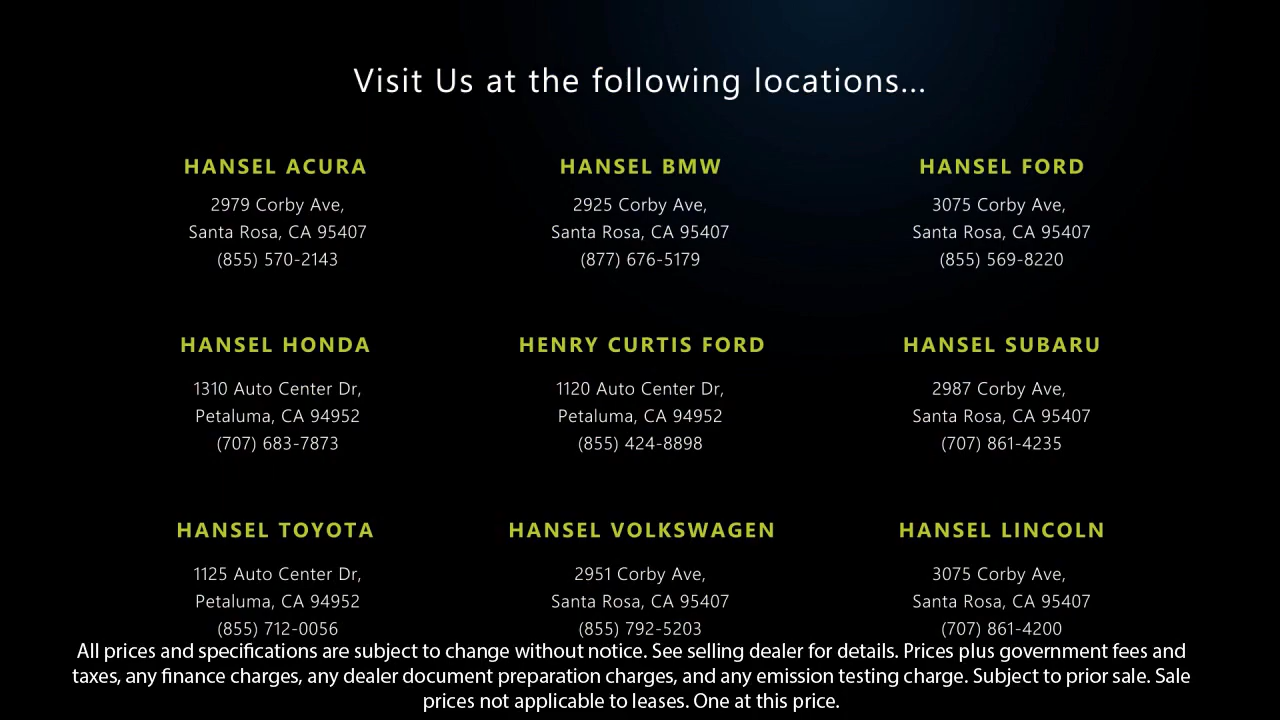 Visit Us at the following locations...
HANSEL ACURA
2979 Corby Ave,
Santa Rosa, CA 95407
(855) 570-2143
HANSEL BMW
2925 Corby Ave,
Santa Rosa, CA 95407
(877) 676-5179
HANSEL FORD
3075 Corby Ave,
Santa Rosa, CA 95407
(855) 569-8220
HANSEL HONDA
1310 Auto Center Dr,
Petaluma, CA 94952
(707) 683-7873
HENRY CURTIS FORD
1120 Auto Center Dr,
Petaluma, CA 94952
(855) 424-8898
HANSEL SUBARU
2987 Corby Ave,
Santa Rosa, CA 95407
(707) 861-4235
HANSEL TOYOTA
1125 Auto Center Dr,
Petaluma, CA 94952
(855) 712-0056
HANSEL VOLKSWAGEN
2951 Corby Ave,
Santa Rosa, CA 95407
(855) 792-5203
HANSEL LINCOLN
3075 Corby Ave,
Santa Rosa, CA 95407
(707) 861-4200
All prices and specifications are subject to change without notice. See selling dealer for details. Prices plus government fees and
taxes, any finance charges, any dealer document preparation charges, and any emission testing charge. Subject to prior sale. Sale
prices not applicable to leases. One at this price.